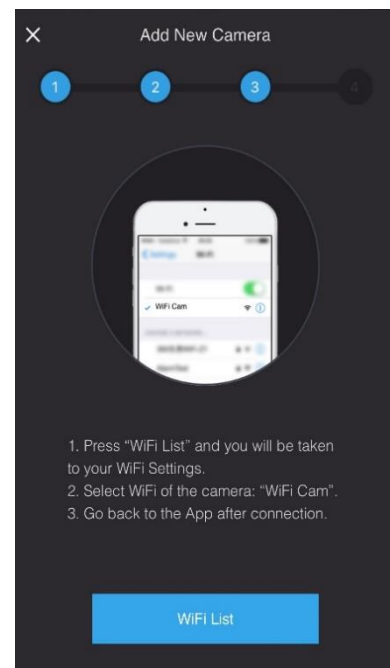 Add New Camera
1 2 3 4
WiFi Cam
1. Press “WiFi List” and you will be taken
to your WiFi Settings.
2. Select WiFi of the camera: “WiFi Cam”.
3. Go back to the App after connection.
WiFi List